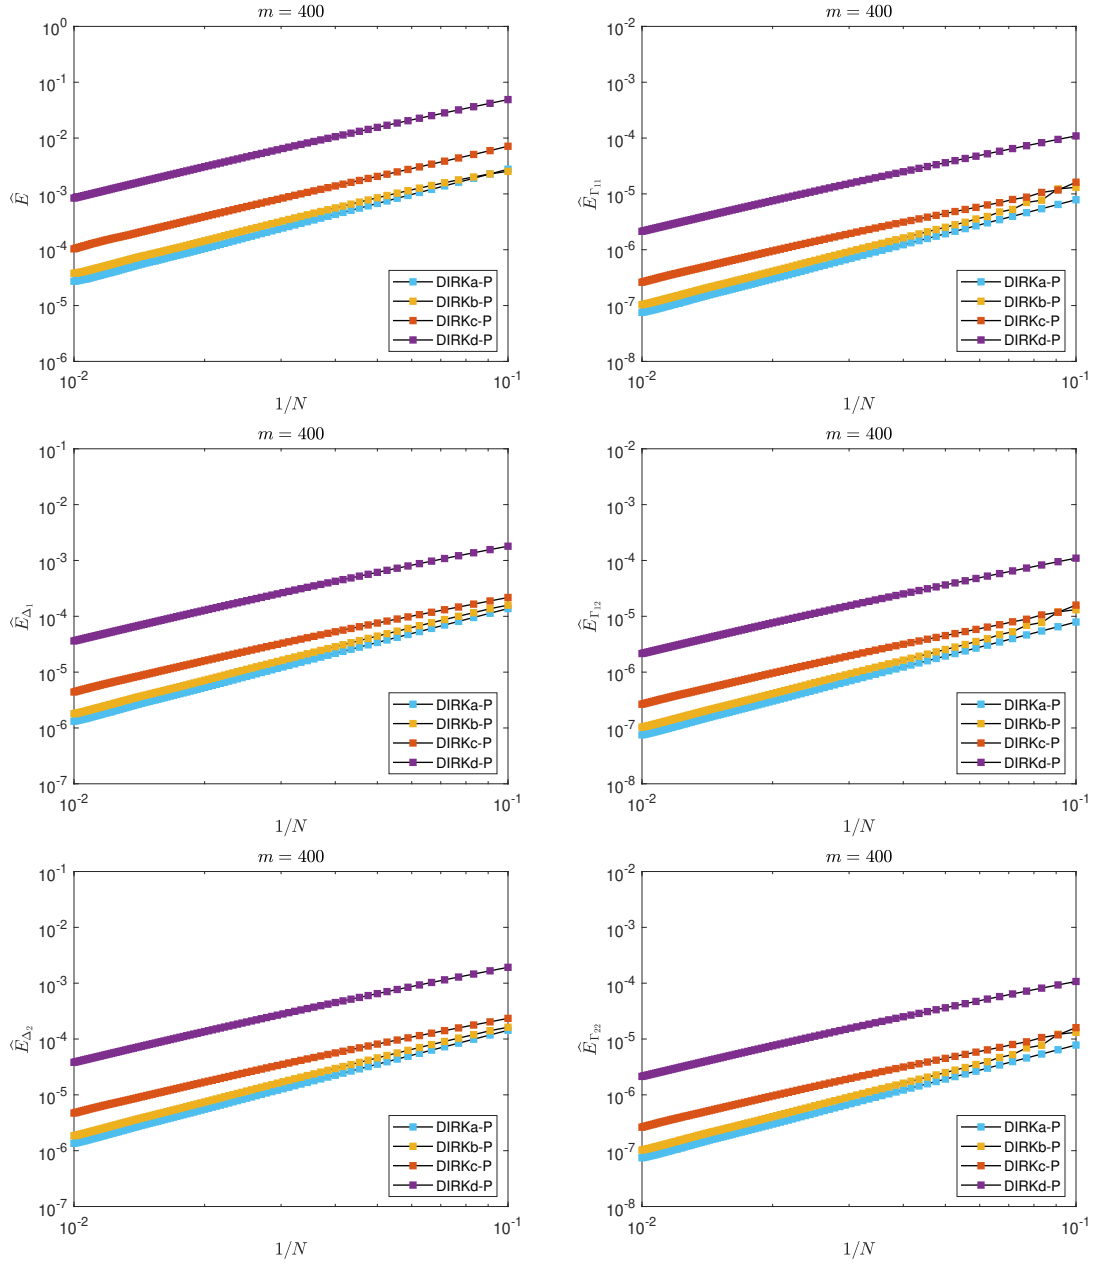 m = 400
10^0
10^-1
10^-2
10^-3
10^-4
10^-5
10^-6
Ê
DIRKa-P
DIRKb-P
DIRKc-P
DIRKd-P
10^-2
10^-1
1/N
m = 400
10^-2
10^-3
10^-4
10^-5
10^-6
10^-7
10^-8
Ê_Γ11
DIRKa-P
DIRKb-P
DIRKc-P
DIRKd-P
10^-2
10^-1
1/N
m = 400
10^-1
10^-2
10^-3
10^-4
10^-5
10^-6
10^-7
Ê_Δ1
DIRKa-P
DIRKb-P
DIRKc-P
DIRKd-P
10^-2
10^-1
1/N
m = 400
10^-2
10^-3
10^-4
10^-5
10^-6
10^-7
10^-8
Ê_Γ12
DIRKa-P
DIRKb-P
DIRKc-P
DIRKd-P
10^-2
10^-1
1/N
m = 400
10^-1
10^-2
10^-3
10^-4
10^-5
10^-6
10^-7
Ê_Δ2
DIRKa-P
DIRKb-P
DIRKc-P
DIRKd-P
10^-2
10^-1
1/N
m = 400
10^-2
10^-3
10^-4
10^-5
10^-6
10^-7
10^-8
Ê_Γ22
DIRKa-P
DIRKb-P
DIRKc-P
DIRKd-P
10^-2
10^-1
1/N